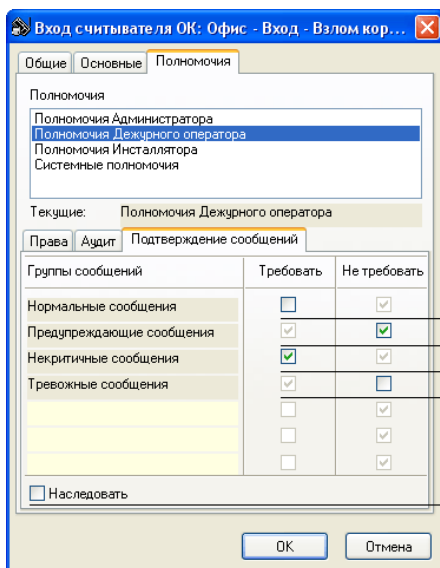 Вход считывателя ОК: Офис - Вход - Взлом кор...
Общие Основные Полномочия
Полномочия
Полномочия Администратора
Полномочия Дежурного оператора
Полномочия Инсталлятора
Системные полномочия
Текущие: Полномочия Дежурного оператора
Права Аудит Подтверждение сообщений
Группы сообщений Требовать Не требовать
Нормальные сообщения
Предупреждающие сообщения
Некритичные сообщения
Тревожные сообщения
Наследовать
OK Отмена